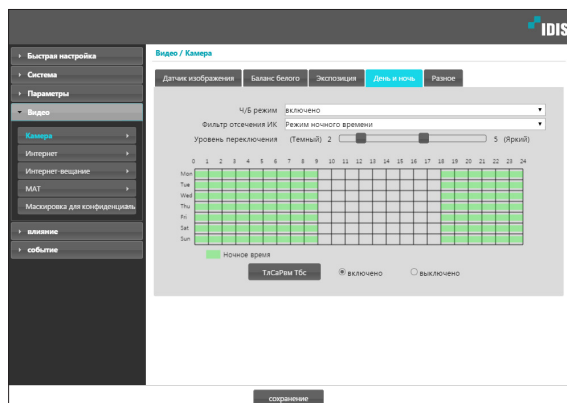 IDIS
Быстрая настройка
Система
Параметры
Видео
Камера
Интернет
Интернет-вещание
МАТ
Маскировка для конфиденциаль
влияние
событие
Видео / Камера
Датчик изображения Баланс белого Экспозиция День и ночь Разное
Ч/Б режим включено
Фильтр отсечения ИК Режим ночного времени
Уровень переключения (Темный) 2 5 (Яркий)
0 1 2 3 4 5 6 7 8 9 10 11 12 13 14 15 16 17 18 19 20 21 22 23 24
Mon
Tue
Wed
Thu
Fri
Sat
Sun
Ночное время
ТлСаРвм Тбс включено выключено
сохранение